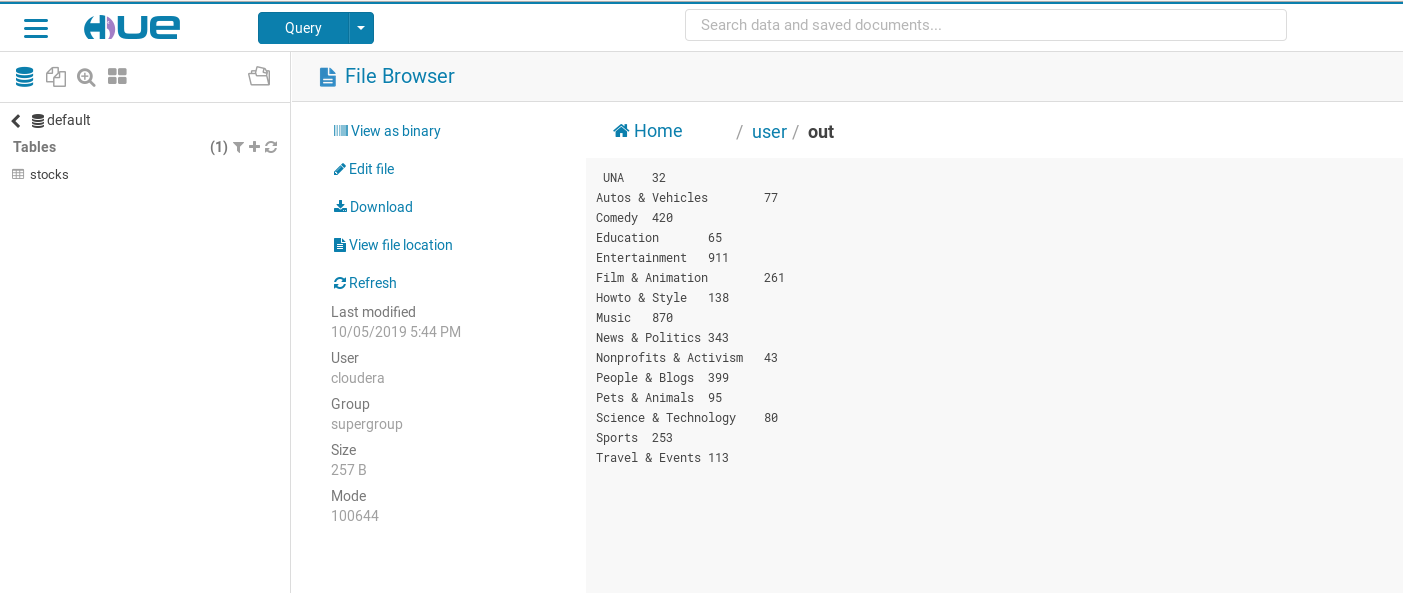 HUE
Query
Search data and saved documents...
default
Tables (1)
stocks
File Browser
View as binary
Edit file
Download
View file location
Refresh
Last modified
10/05/2019 5:44 PM
User
cloudera
Group
supergroup
Size
257 B
Mode
100644
Home / user / out
UNA 32
Autos & Vehicles 77
Comedy 420
Education 65
Entertainment 911
Film & Animation 261
Howto & Style 138
Music 870
News & Politics 343
Nonprofits & Activism 43
People & Blogs 399
Pets & Animals 95
Science & Technology 80
Sports 253
Travel & Events 113